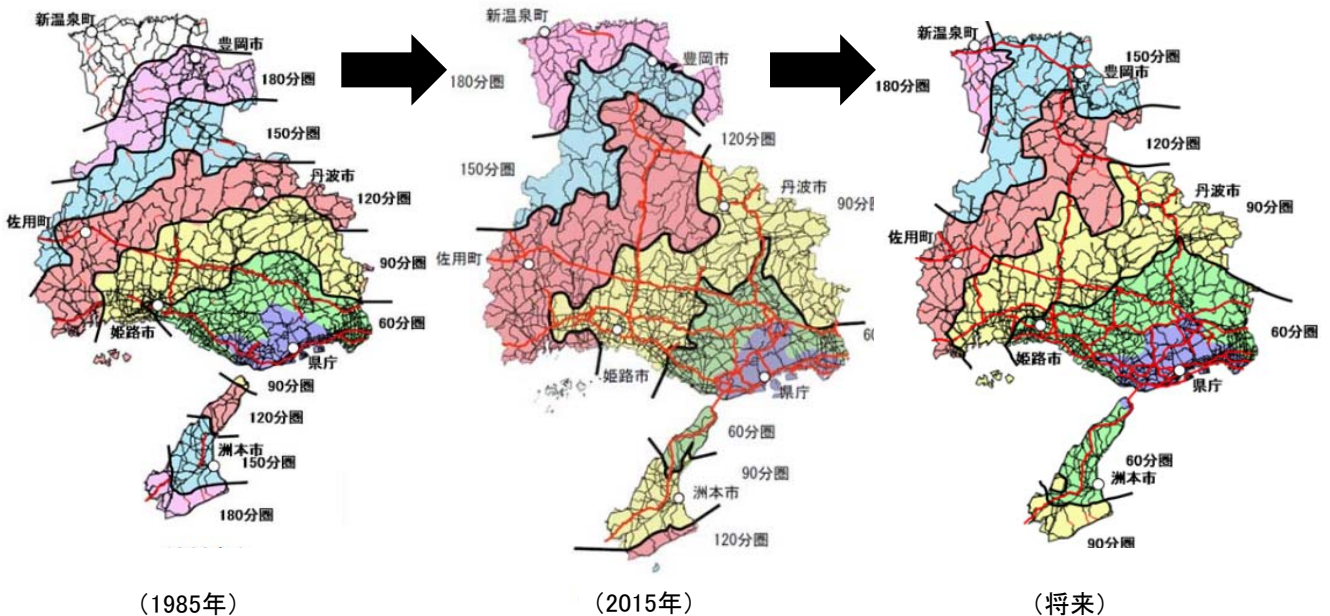 新温泉町
豊岡市
180分圏
150分圏
丹波市
120分圏
佐用町
90分圏
60分圏
姫路市
県庁
90分圏
120分圏
洲本市
150分圏
180分圏
(1985年)
新温泉町
豊岡市
180分圏
120分圏
150分圏
丹波市
90分圏
佐用町
姫路市
県庁
60分圏
90分圏
洲本市
120分圏
(2015年)
新温泉町
150分圏
豊岡市
180分圏
120分圏
丹波市
90分圏
佐用町
60分圏
姫路市
県庁
60分圏
洲本市
90分圏
(将来)